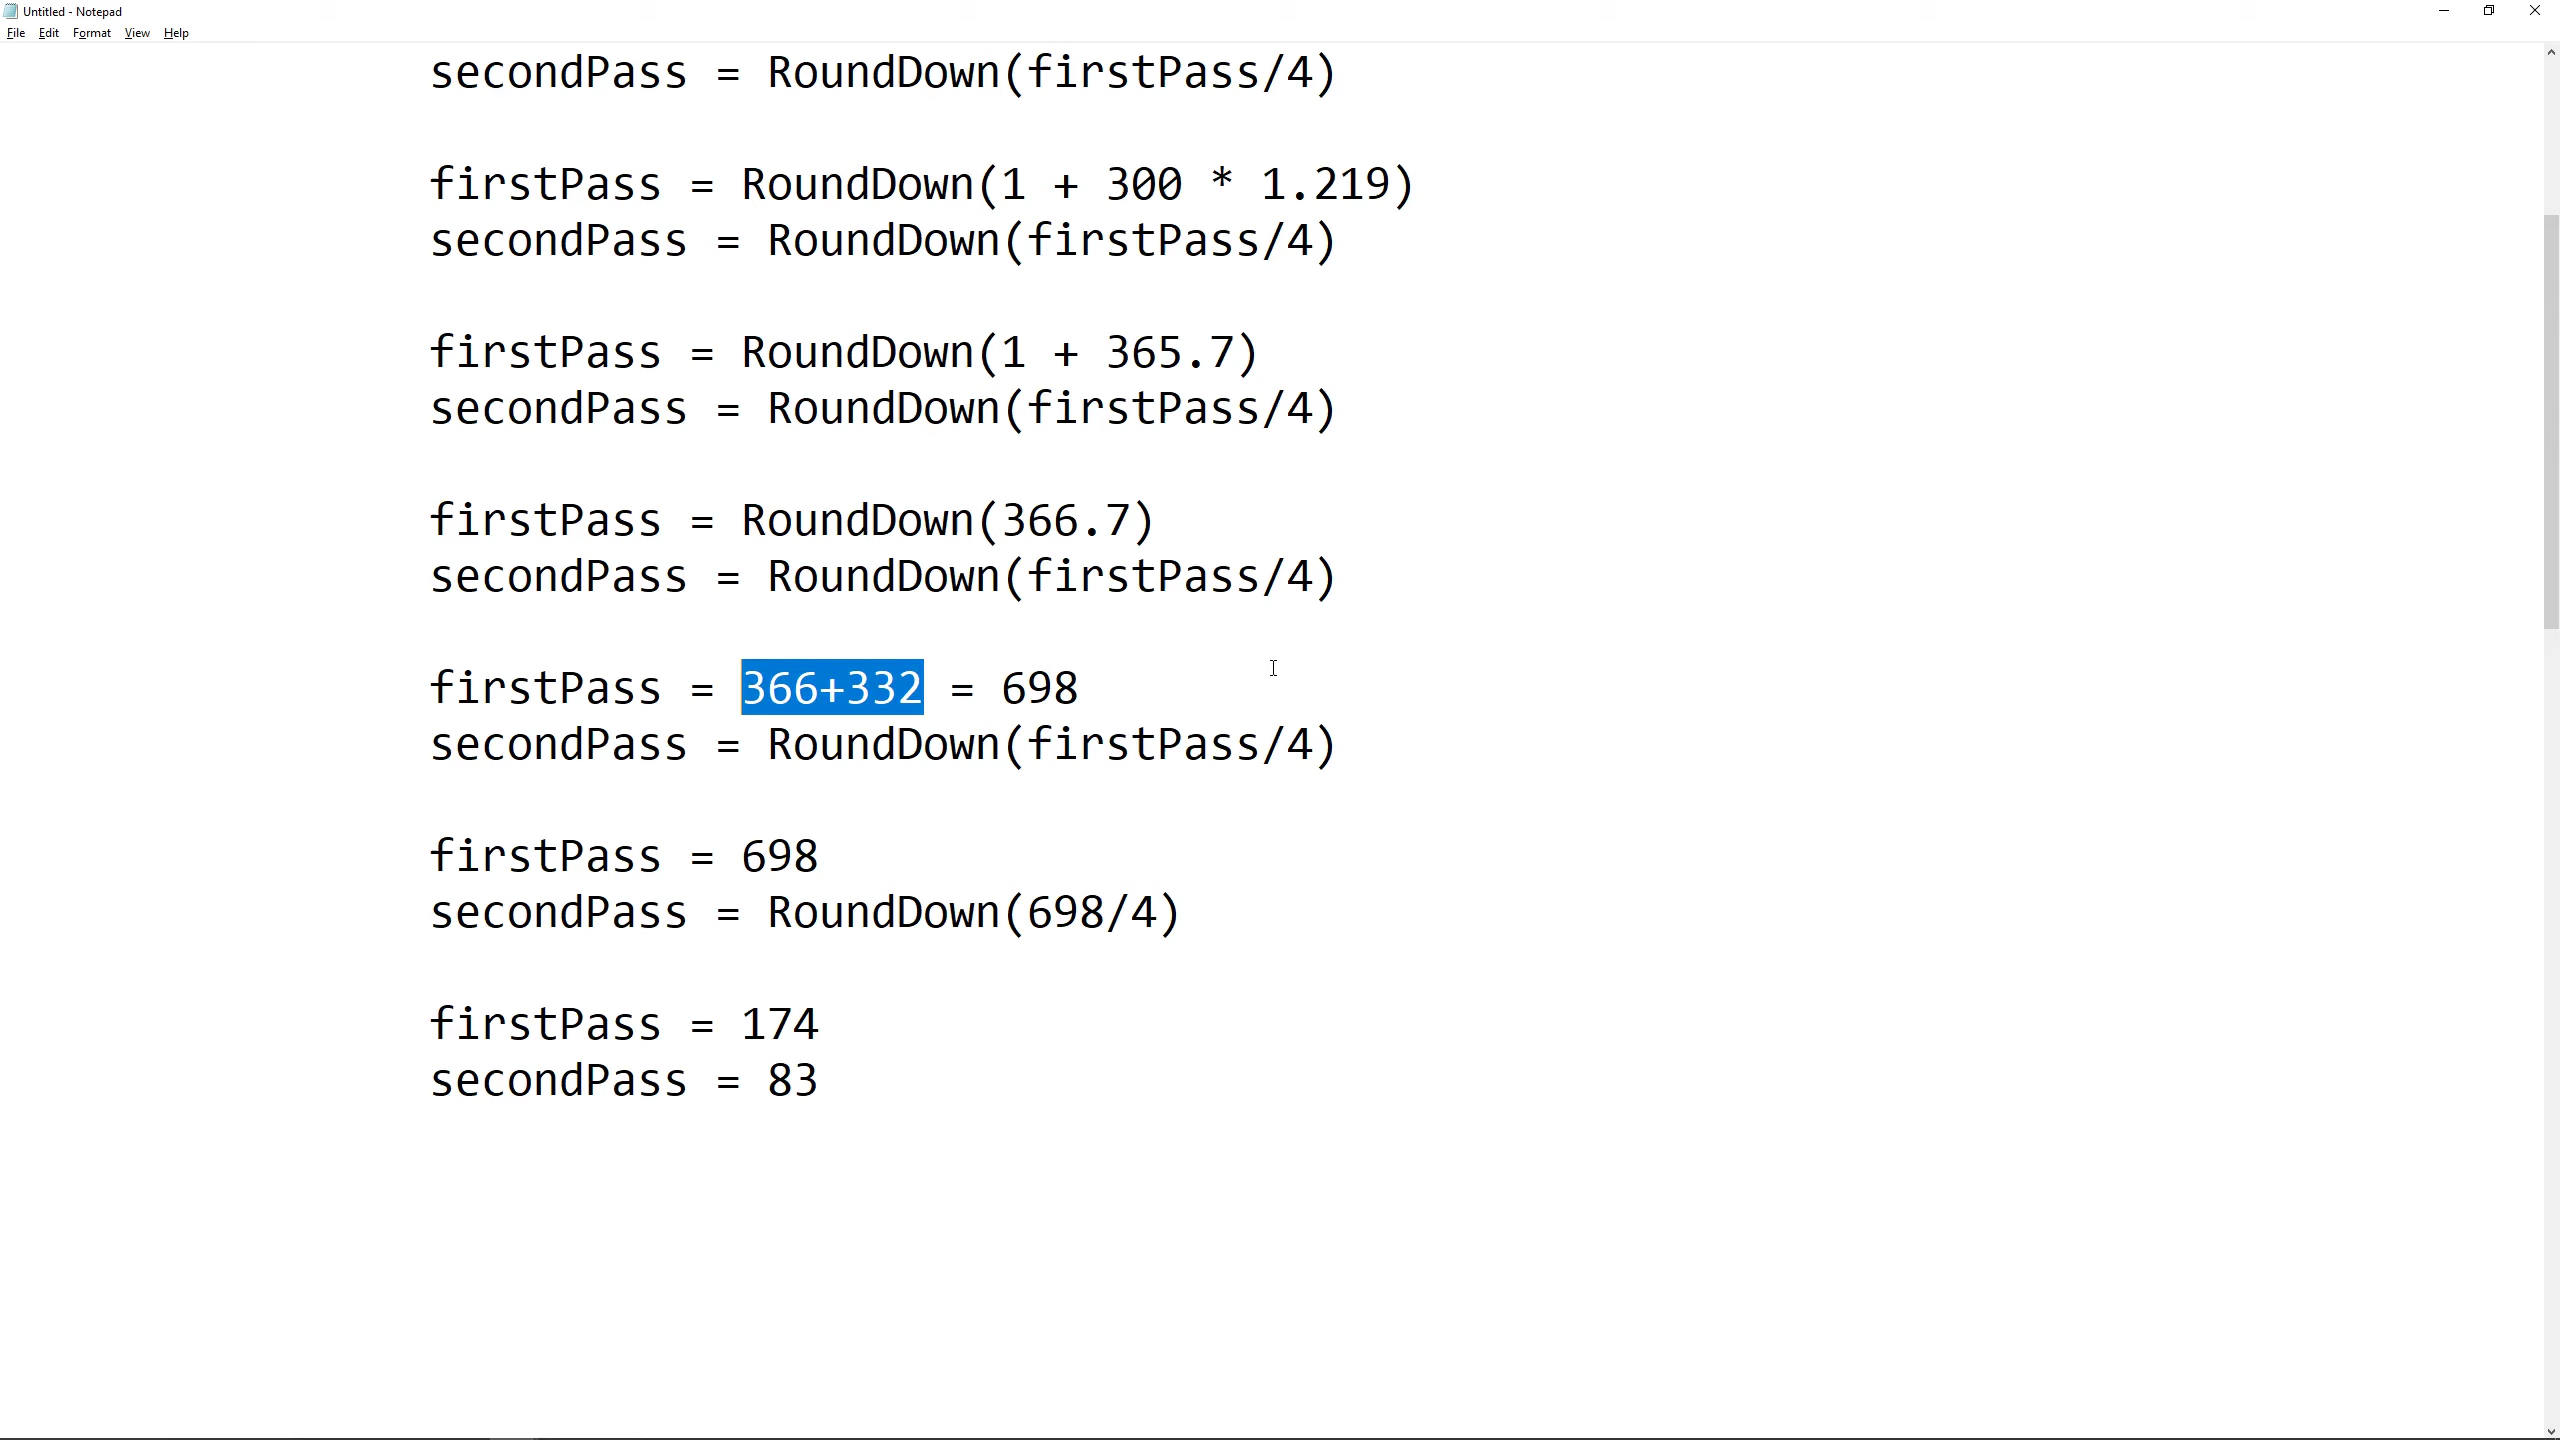 Untitled - Notepad
File Edit Format View Help
secondPass = RoundDown(firstPass/4)
firstPass = RoundDown(1 + 300 * 1.219)
secondPass = RoundDown(firstPass/4)
firstPass = RoundDown(1 + 365.7)
secondPass = RoundDown(firstPass/4)
firstPass = RoundDown(366.7)
secondPass = RoundDown(firstPass/4)
firstPass = 366+332 = 698
secondPass = RoundDown(firstPass/4)
firstPass = 698
secondPass = RoundDown(698/4)
firstPass = 174
secondPass = 83